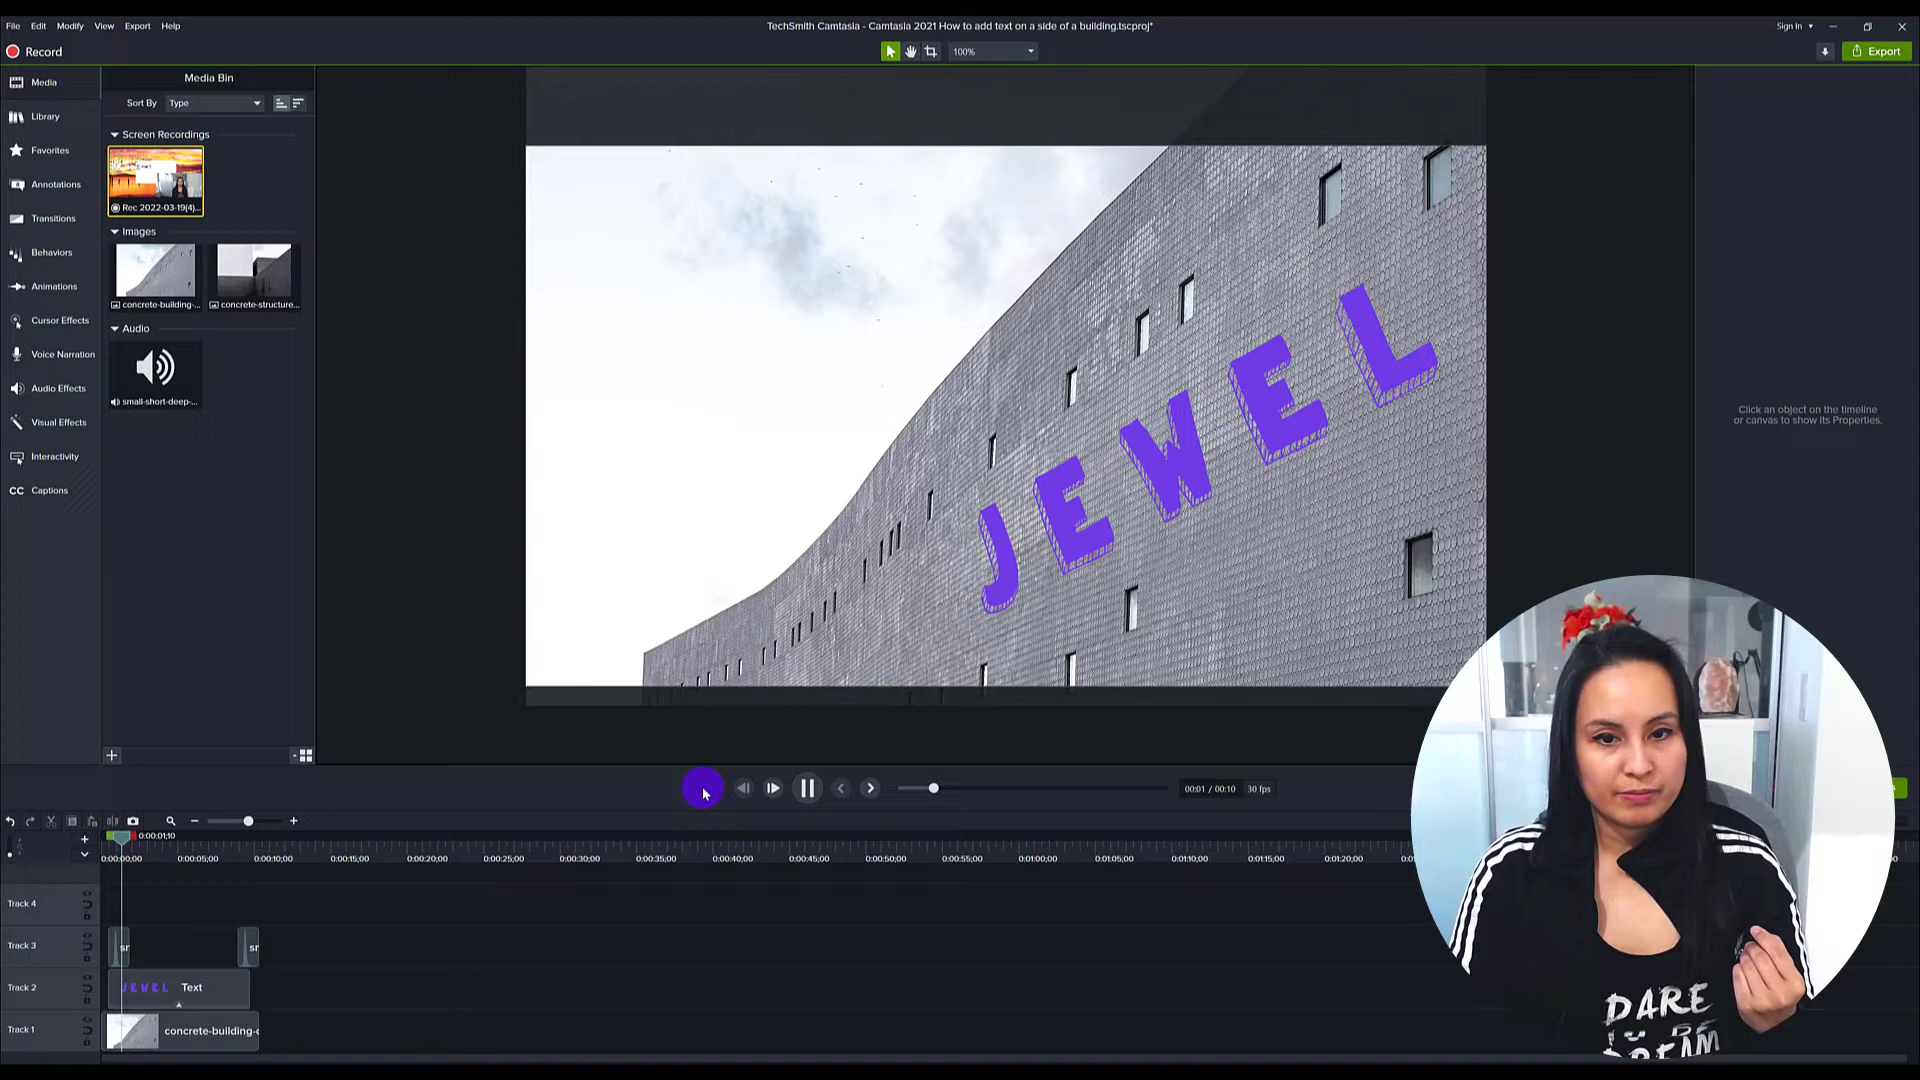 TechSmith Camtasia - Camtasia 2021 How to add text on a side of a building.tscproj*
File Edit Modify View Export Help
Sign In
Record
100%
Export
Media
Library
Favorites
Annotations
Transitions
Behaviors
Animations
Cursor Effects
Voice Narration
Audio Effects
Visual Effects
Interactivity
CC Captions
Media Bin
Sort By Type
Screen Recordings
Rec 2022-03-19(4)...
Images
concrete-building-... concrete-structure...
Audio
small-short-deep-...
JEWEL
Click an object on the timeline
or canvas to show its Properties.
00:01 / 00:10 30 fps
0:00:01;10
0:00:00;00 0:00:05;00 0:00:10;00 0:00:15;00 0:00:20;00 0:00:25;00 0:00:30;00 0:00:35;00 0:00:40;00 0:00:45;00 0:00:50;00 0:00:55;00 0:01:00;00 0:01:05;00 0:01:10;00 0:01:15;00 0:01:20;00
Track 4
Track 3 sr sr
Track 2 JEWEL Text
Track 1 concrete-building-c
DARE
TO BE
DREAM